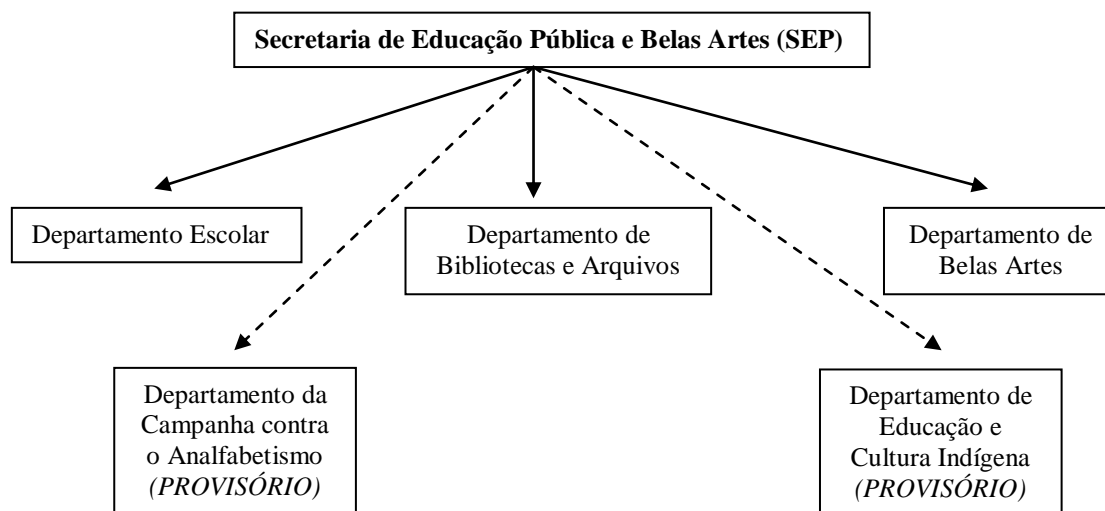 Secretaria de Educação Pública e Belas Artes (SEP)
Departamento Escolar
Departamento de
Bibliotecas e Arquivos
Departamento de
Belas Artes
Departamento da
Campanha contra
o Analfabetismo
(PROVISÓRIO)
Departamento de
Educação e
Cultura Indígena
(PROVISÓRIO)